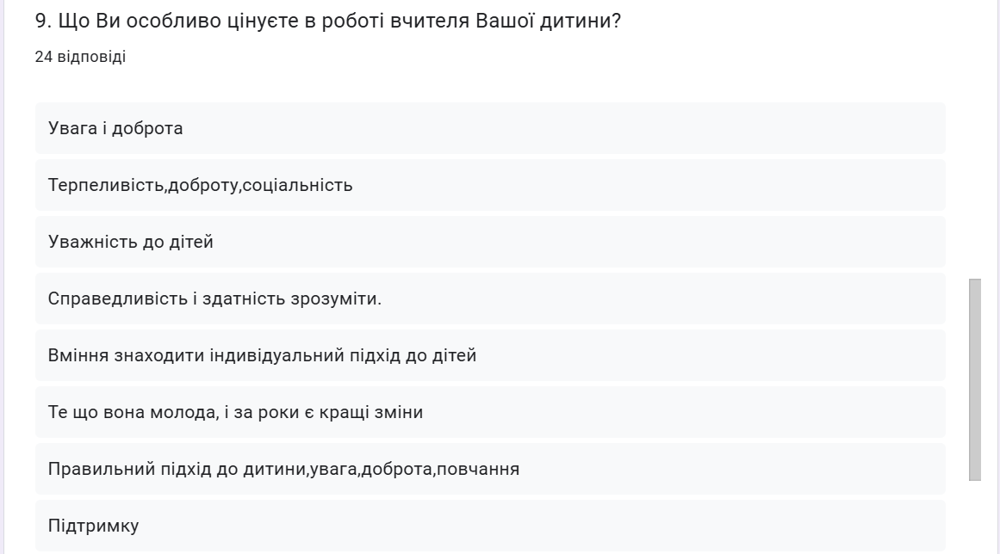 9. Що Ви особливо цінуєте в роботі вчителя Вашої дитини?
24 відповіді
Увага і доброта
Терпеливість,доброту,соціальність
Уважність до дітей
Справедливість і здатність зрозуміти.
Вміння знаходити індивідуальний підхід до дітей
Те що вона молода, і за роки є кращі зміни
Правильний підхід до дитини,увага,доброта,повчання
Підтримку